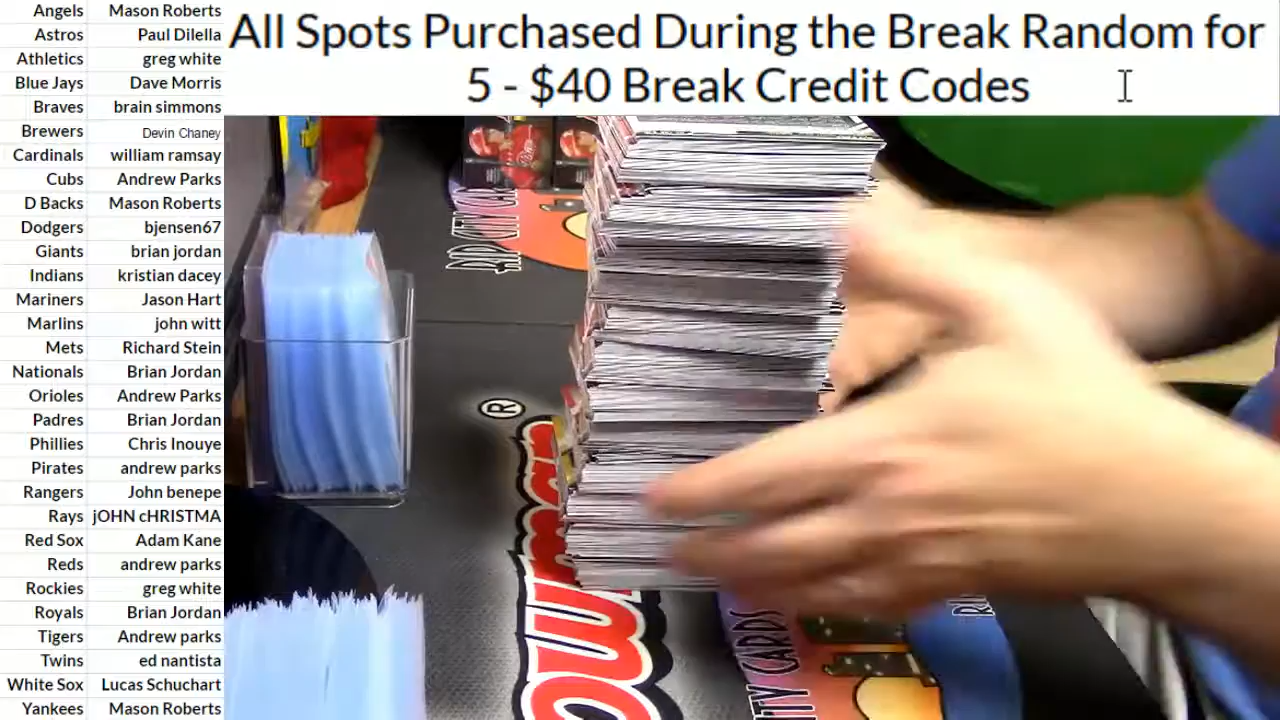 All Spots Purchased During the Break Random for
5 - $40 Break Credit Codes
Angels Mason Roberts
Astros Paul Dilella
Athletics greg white
Blue Jays Dave Morris
Braves brain simmons
Brewers Devin Chaney
Cardinals william ramsay
Cubs Andrew Parks
D Backs Mason Roberts
Dodgers bjensen67
Giants brian jordan
Indians kristian dacey
Mariners Jason Hart
Marlins john witt
Mets Richard Stein
Nationals Brian Jordan
Orioles Andrew Parks
Padres Brian Jordan
Phillies Chris Inouye
Pirates andrew parks
Rangers John benepe
Rays jOHN cHRISTMA
Red Sox Adam Kane
Reds andrew parks
Rockies greg white
Royals Brian Jordan
Tigers Andrew parks
Twins ed nantista
White Sox Lucas Schuchart
Yankees Mason Roberts
RIP CITY CARDS
®
CITY CARDS